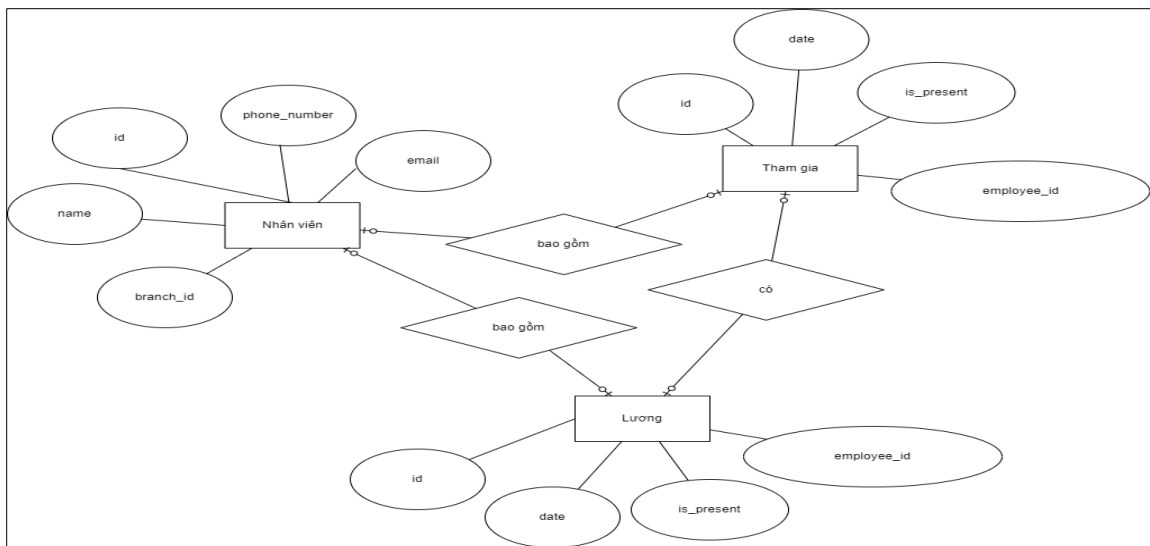 date
is_present
id
phone_number
id
email
Tham gia
employee_id
name
Nhân viên
bao gồm
có
branch_id
bao gồm
Lương
employee_id
id
is_present
date